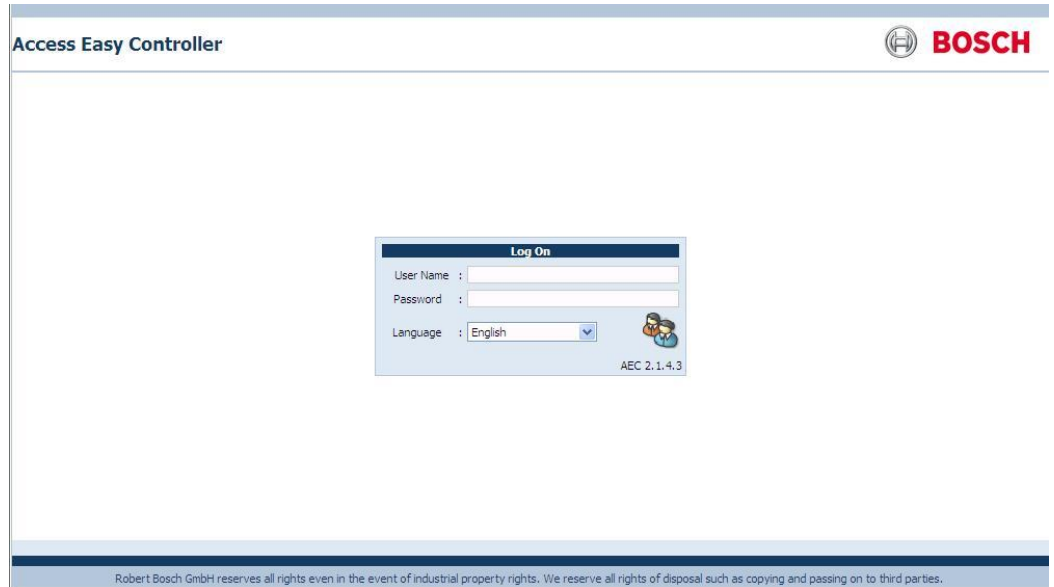 Access Easy Controller
BOSCH
Log On
User Name :
Password :
Language : English
AEC 2.1.4.3
Robert Bosch GmbH reserves all rights even in the event of industrial property rights. We reserve all rights of disposal such as copying and passing on to third parties.